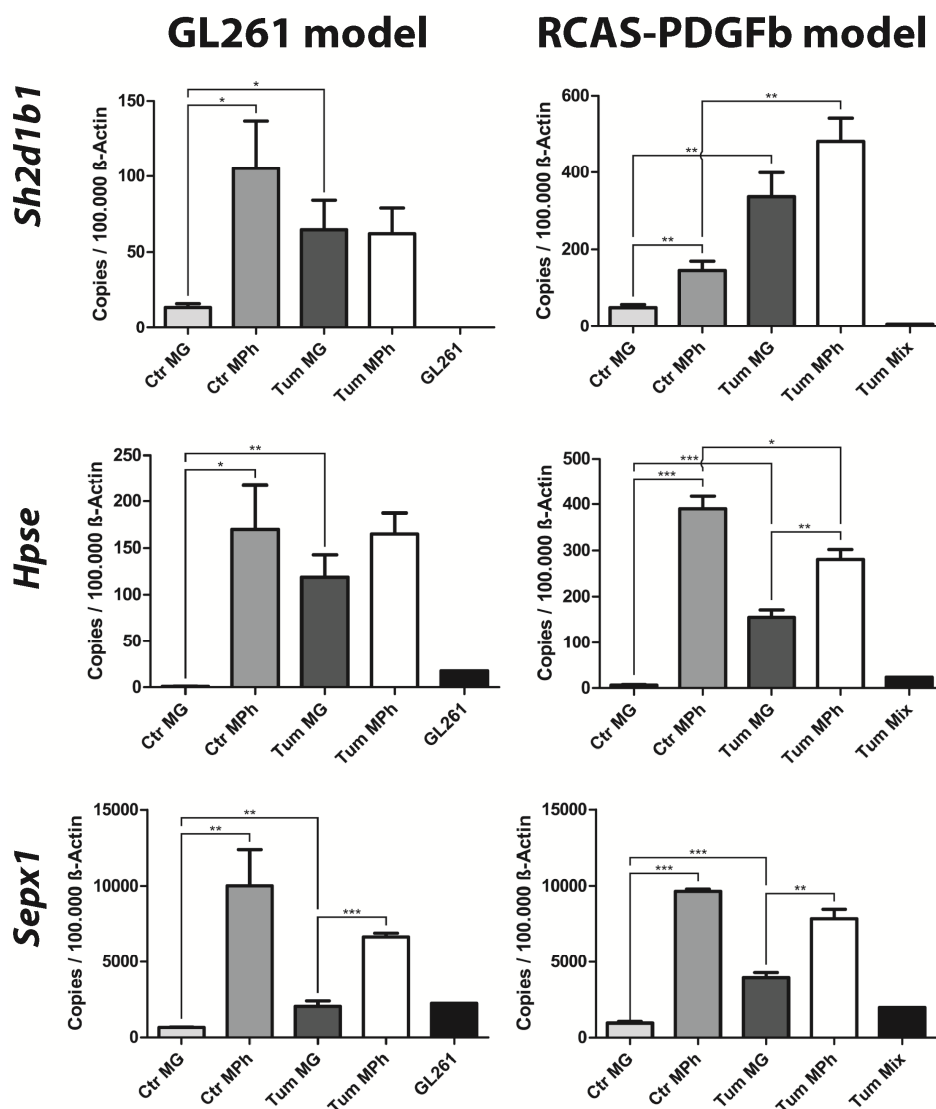 GL261 model
RCAS-PDGFb model
Sh2d1b1
Copies / 100.000 ß-Actin
150
100
50
0
*
*
Ctr MG
Ctr MPh
Tum MG
Tum MPh
GL261
Copies / 100.000 ß-Actin
600
400
200
0
**
**
**
Ctr MG
Ctr MPh
Tum MG
Tum MPh
Tum Mix
Hpse
Copies / 100.000 ß-Actin
250
200
150
100
50
0
**
*
Ctr MG
Ctr MPh
Tum MG
Tum MPh
GL261
Copies / 100.000 ß-Actin
500
400
300
200
100
0
*
***
***
**
Ctr MG
Ctr MPh
Tum MG
Tum MPh
Tum Mix
Sepx1
Copies / 100.000 ß-Actin
15000
10000
5000
0
**
**
***
Ctr MG
Ctr MPh
Tum MG
Tum MPh
GL261
Copies / 100.000 ß-Actin
15000
10000
5000
0
***
***
**
Ctr MG
Ctr MPh
Tum MG
Tum MPh
Tum Mix